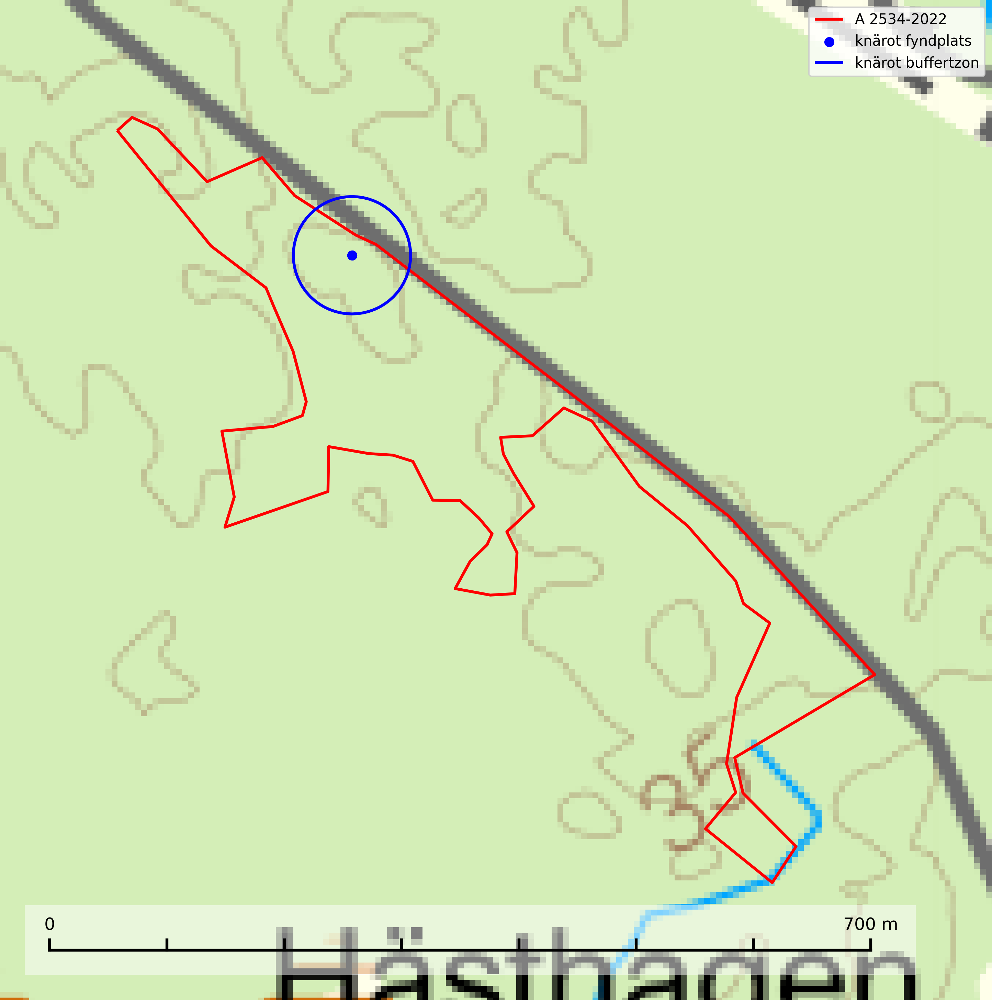 A 2534-2022
knärot fyndplats
knärot buffertzon
0 700 m
Hästhagen